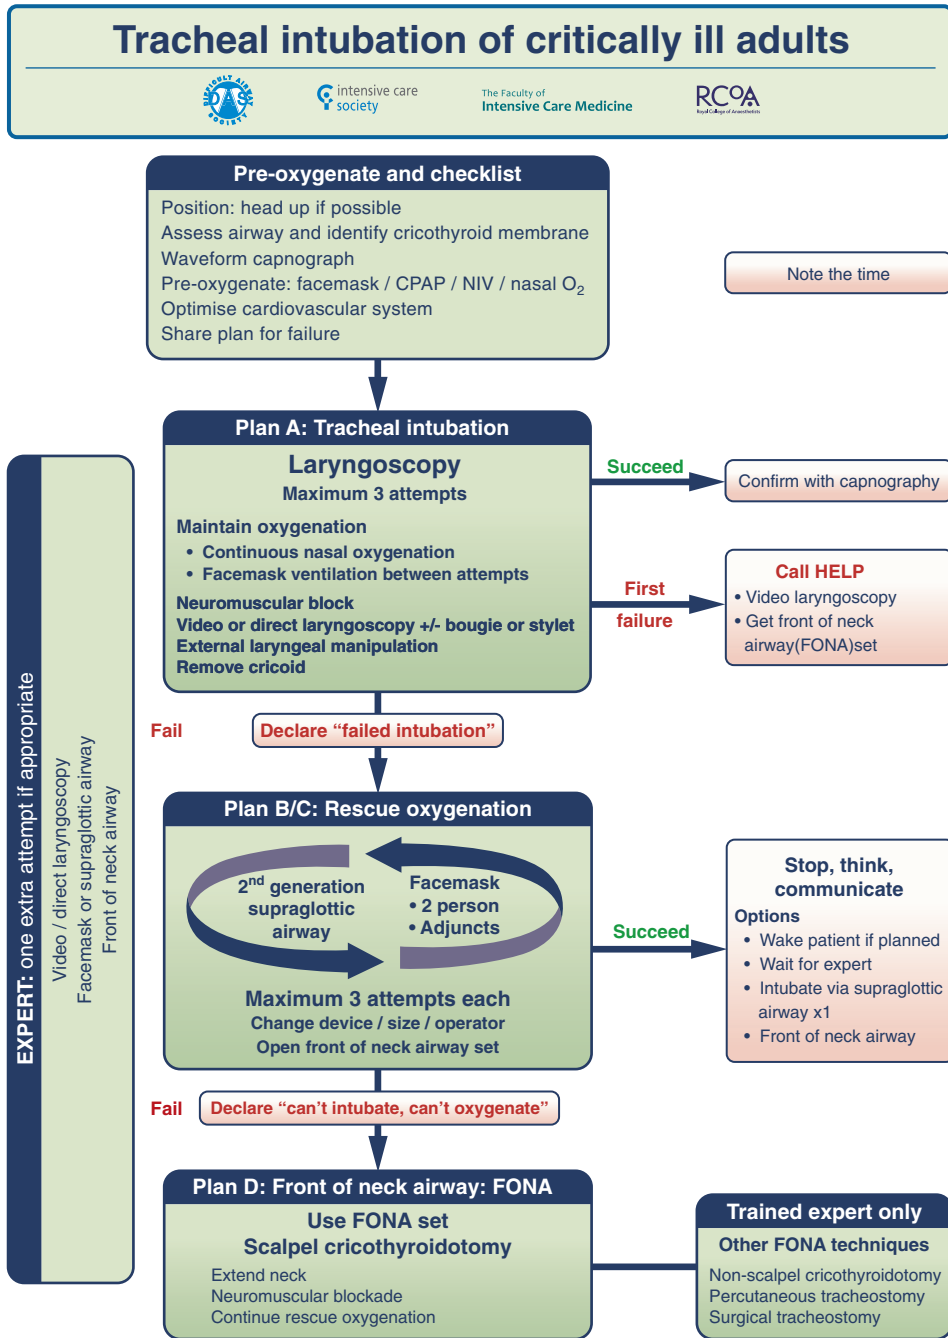 Tracheal intubation of critically ill adults
DIFFICULT AIRWAY
DAS
SOCIETY
intensive care
society
The Faculty of
Intensive Care Medicine
RCOA
Royal College of Anaesthetists
Pre-oxygenate and checklist
Position: head up if possible
Assess airway and identify cricothyroid membrane
Waveform capnograph
Pre-oxygenate: facemask / CPAP / NIV / nasal O₂
Optimise cardiovascular system
Share plan for failure
Note the time
Plan A: Tracheal intubation
Laryngoscopy
Maximum 3 attempts
Maintain oxygenation
• Continuous nasal oxygenation
• Facemask ventilation between attempts
Neuromuscular block
Video or direct laryngoscopy +/- bougie or stylet
External laryngeal manipulation
Remove cricoid
Succeed
Confirm with capnography
First
failure
Call HELP
• Video laryngoscopy
• Get front of neck
airway(FONA)set
Fail
Declare “failed intubation”
EXPERT: one extra attempt if appropriate
Video / direct laryngoscopy
Facemask or supraglottic airway
Front of neck airway
Plan B/C: Rescue oxygenation
2nd generation
supraglottic
airway
Facemask
• 2 person
• Adjuncts
Maximum 3 attempts each
Change device / size / operator
Open front of neck airway set
Succeed
Stop, think,
communicate
Options
• Wake patient if planned
• Wait for expert
• Intubate via supraglottic
airway x1
• Front of neck airway
Fail
Declare “can’t intubate, can’t oxygenate”
Plan D: Front of neck airway: FONA
Use FONA set
Scalpel cricothyroidotomy
Extend neck
Neuromuscular blockade
Continue rescue oxygenation
Trained expert only
Other FONA techniques
Non-scalpel cricothyroidotomy
Percutaneous tracheostomy
Surgical tracheostomy